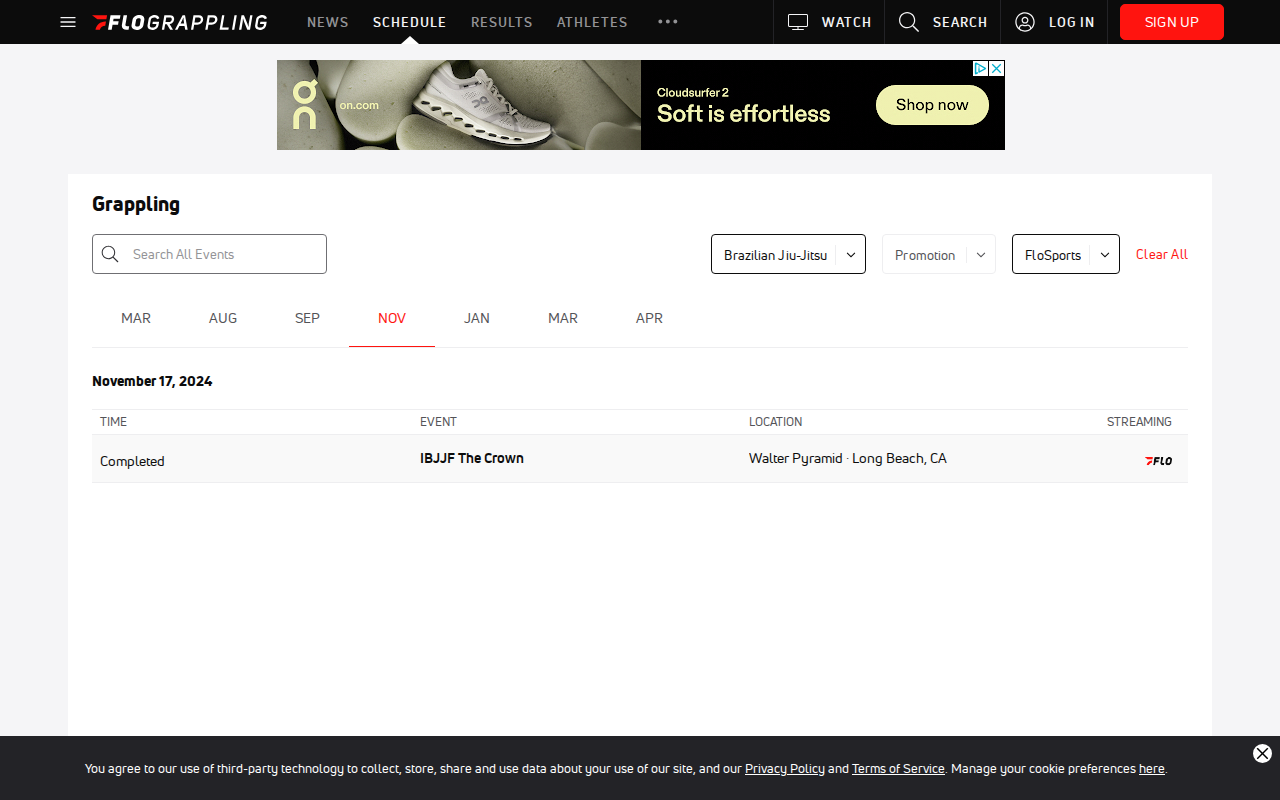 FLOGRAPPLING NEWS SCHEDULE RESULTS ATHLETES WATCH SEARCH LOG IN SIGN UP
on.com
Cloudsurfer 2
Soft is effortless
Shop now
Grappling
Search All Events Brazilian Jiu-Jitsu Promotion FloSports Clear All
MAR AUG SEP NOV JAN MAR APR
November 17, 2024
TIME EVENT LOCATION STREAMING
Completed IBJJF The Crown Walter Pyramid · Long Beach, CA FLO
You agree to our use of third-party technology to collect, store, share and use data about your use of our site, and our Privacy Policy and Terms of Service. Manage your cookie preferences here.